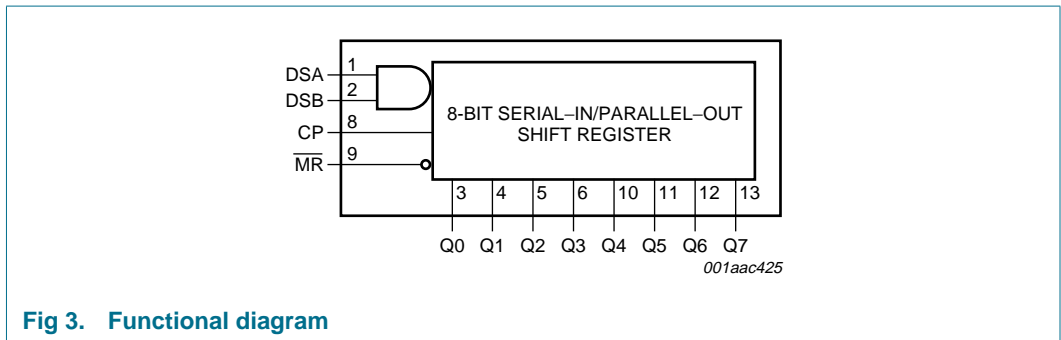 DSA 1
DSB 2
CP 8
M̅R̅ 9
8-BIT SERIAL–IN/PARALLEL–OUT
SHIFT REGISTER
3 4 5 6 10 11 12 13
Q0 Q1 Q2 Q3 Q4 Q5 Q6 Q7
001aac425
Fig 3. Functional diagram